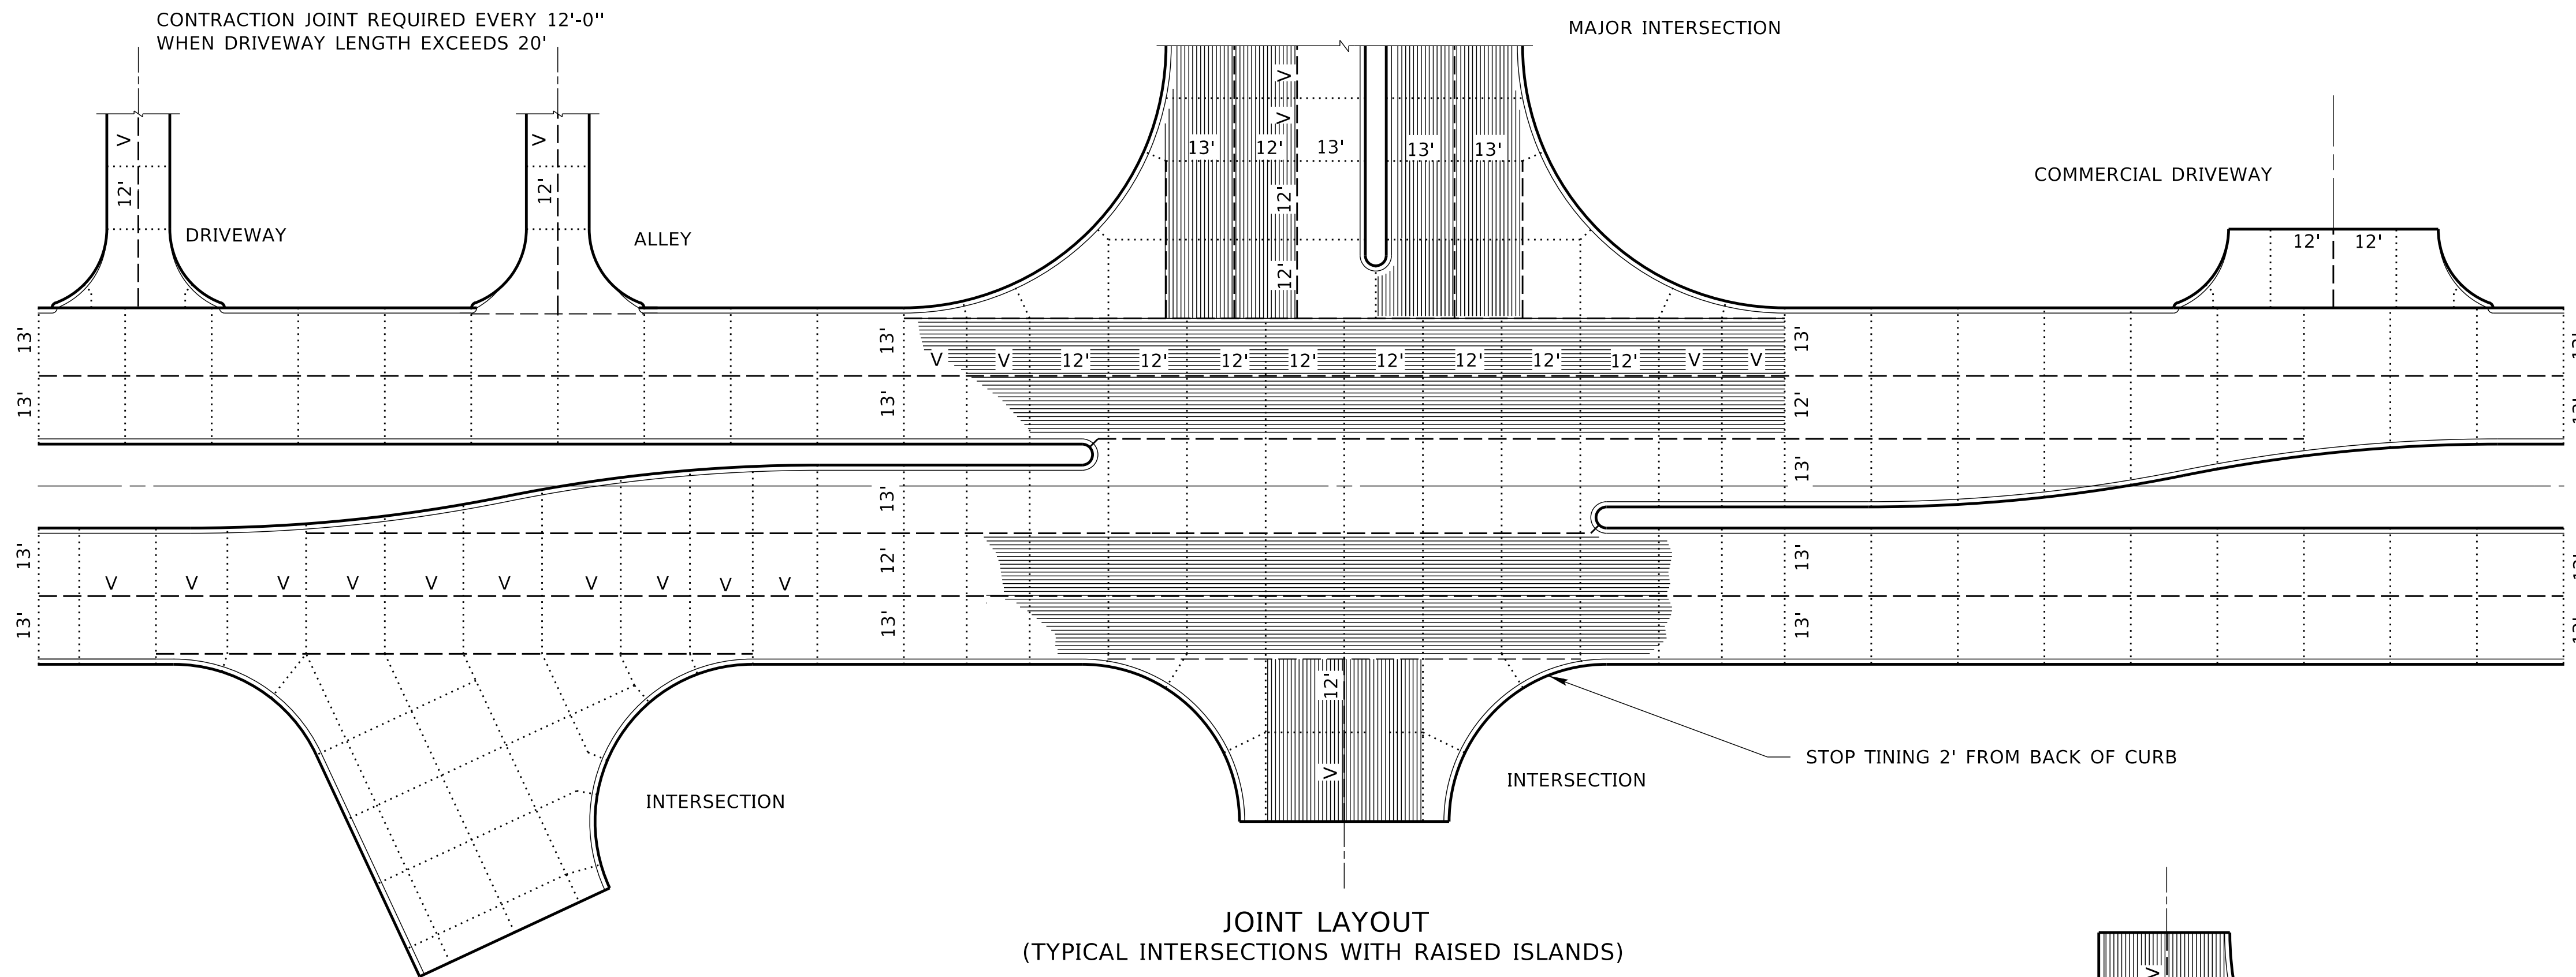 CONTRACTION JOINT REQUIRED EVERY 12'-0"
WHEN DRIVEWAY LENGTH EXCEEDS 20'
MAJOR INTERSECTION
V
V
V
V
13'
12'
13'
13'
13'
COMMERCIAL DRIVEWAY
12'
12'
12'
DRIVEWAY
ALLEY
12'
12'
12'
12'
13'
13'
13'
V
V
12'
12'
12'
12'
12'
12'
12'
12'
V
V
13'
13'
12'
13'
13'
13'
12'
13'
V
V
V
V
V
V
V
V
V
V
13'
13'
13'
13'
12'
STOP TINING 2' FROM BACK OF CURB
V
INTERSECTION
INTERSECTION
JOINT LAYOUT
(TYPICAL INTERSECTIONS WITH RAISED ISLANDS)
V